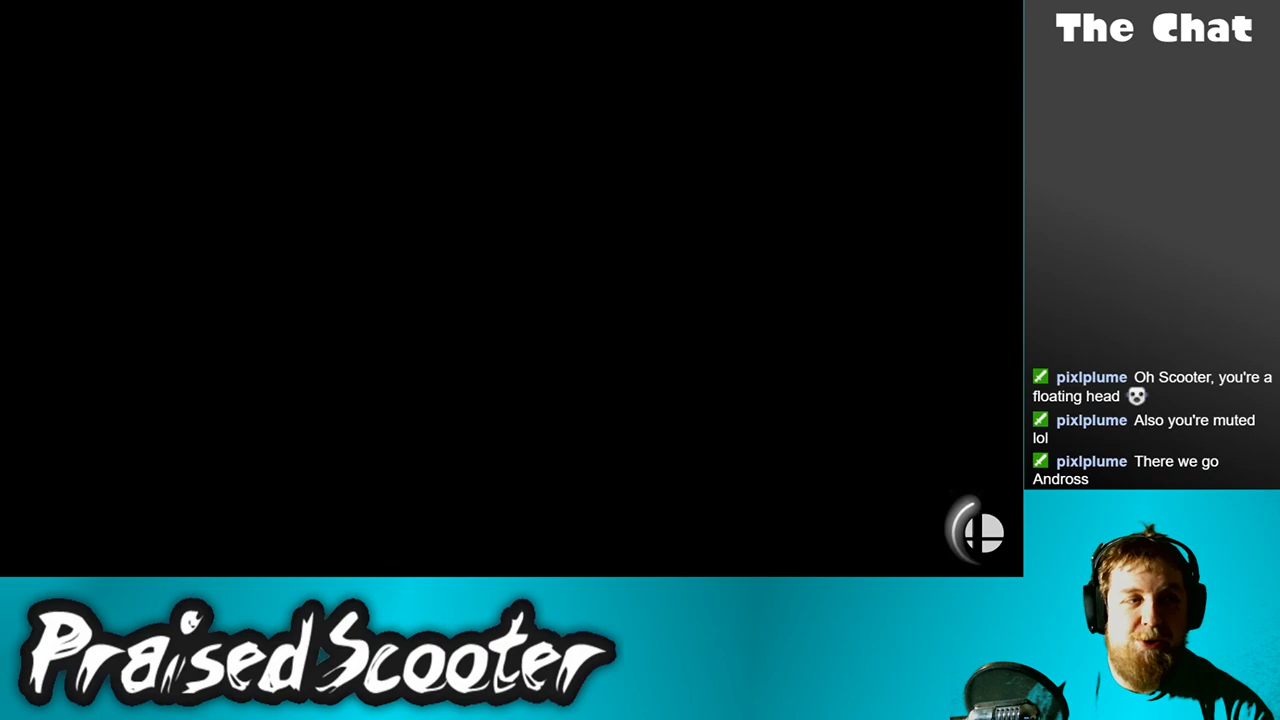 The Chat
pixlplume Oh Scooter, you're a
floating head
pixlplume Also you're muted
lol
pixlplume There we go
Andross
PraisedScooter